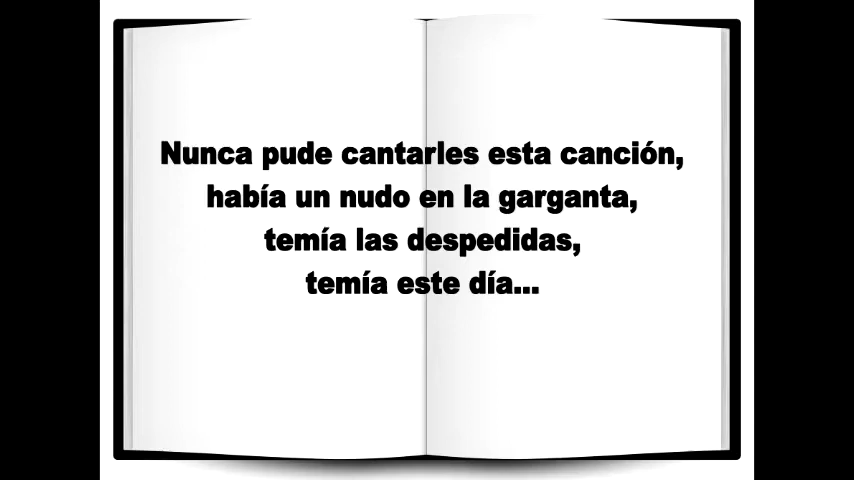 Nunca pude cantarles esta canción,
había un nudo en la garganta,
temía las despedidas,
temía este día...